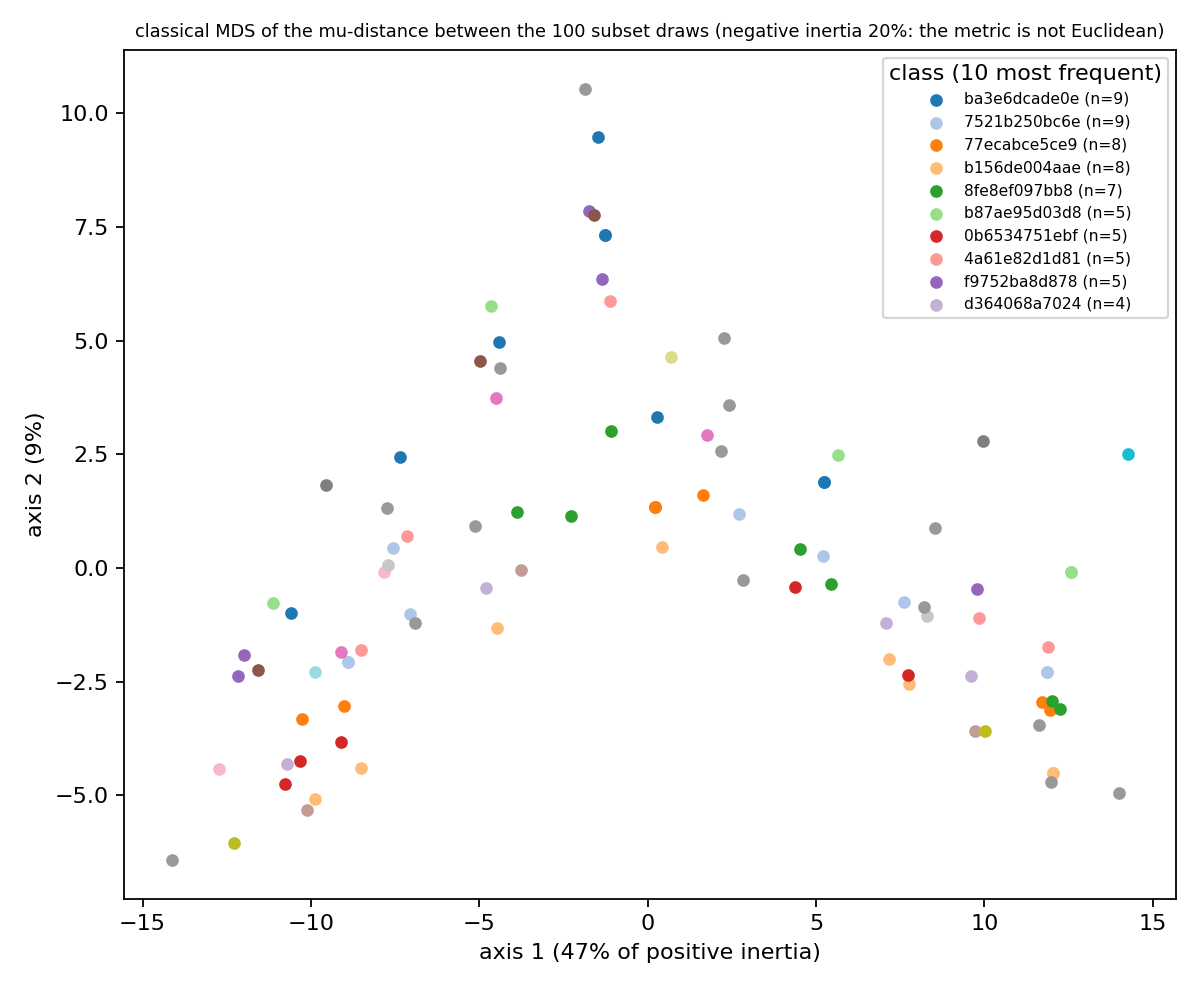 classical MDS of the mu-distance between the 100 subset draws (negative inertia 20%: the metric is not Euclidean)
class (10 most frequent)
ba3e6dcade0e (n=9)
7521b250bc6e (n=9)
77ecabce5ce9 (n=8)
b156de004aae (n=8)
8fe8ef097bb8 (n=7)
b87ae95d03d8 (n=5)
0b6534751ebf (n=5)
4a61e82d1d81 (n=5)
f9752ba8d878 (n=5)
d364068a7024 (n=4)
10.0
7.5
5.0
2.5
0.0
−2.5
−5.0
axis 2 (9%)
−15 −10 −5 0 5 10 15
axis 1 (47% of positive inertia)